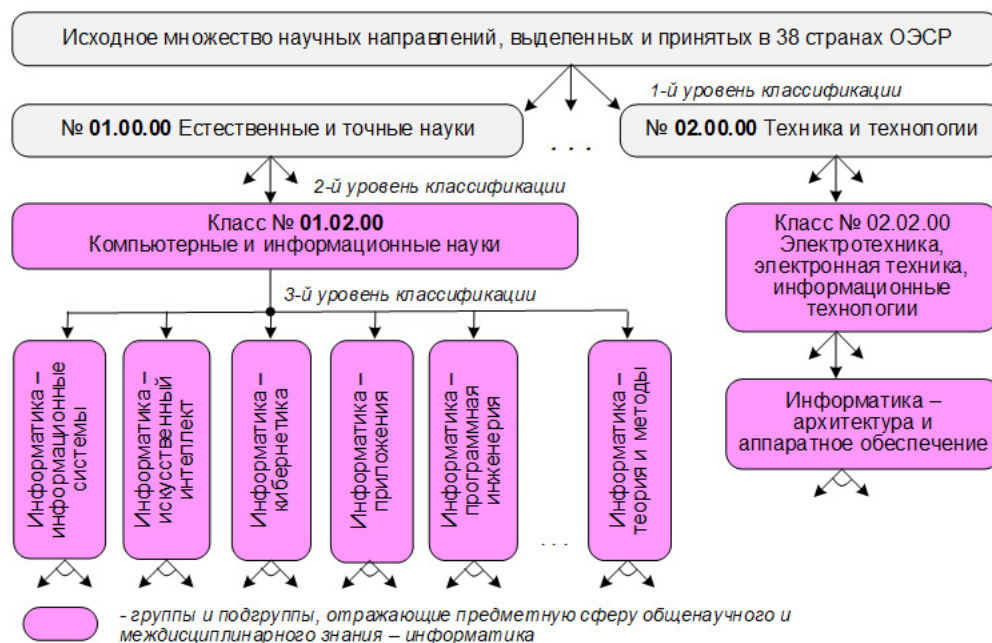 Исходное множество научных направлений, выделенных и принятых в 38 странах ОЭСР
1-й уровень классификации
№ 01.00.00 Естественные и точные науки
. . .
№ 02.00.00 Техника и технологии
2-й уровень классификации
Класс № 01.02.00
Компьютерные и информационные науки
Класс № 02.02.00
Электротехника,
электронная техника,
информационные
технологии
3-й уровень классификации
Информатика –
информационные
системы
Информатика –
искусственный
интеллект
Информатика –
кибернетика
Информатика –
приложения
Информатика –
программная
инженерия
. . .
Информатика –
теория и методы
Информатика –
архитектура и
аппаратное обеспечение
- группы и подгруппы, отражающие предметную сферу общенаучного и
междисциплинарного знания – информатика